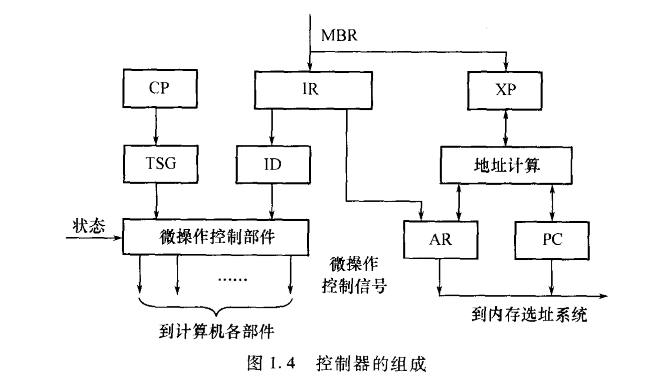 MBR
CP
IR
XP
TSG
ID
地址计算
状态
微操作控制部件
AR
PC
……
微操作
控制信号
到计算机各部件
到内存选址系统
图 1.4 控制器的组成